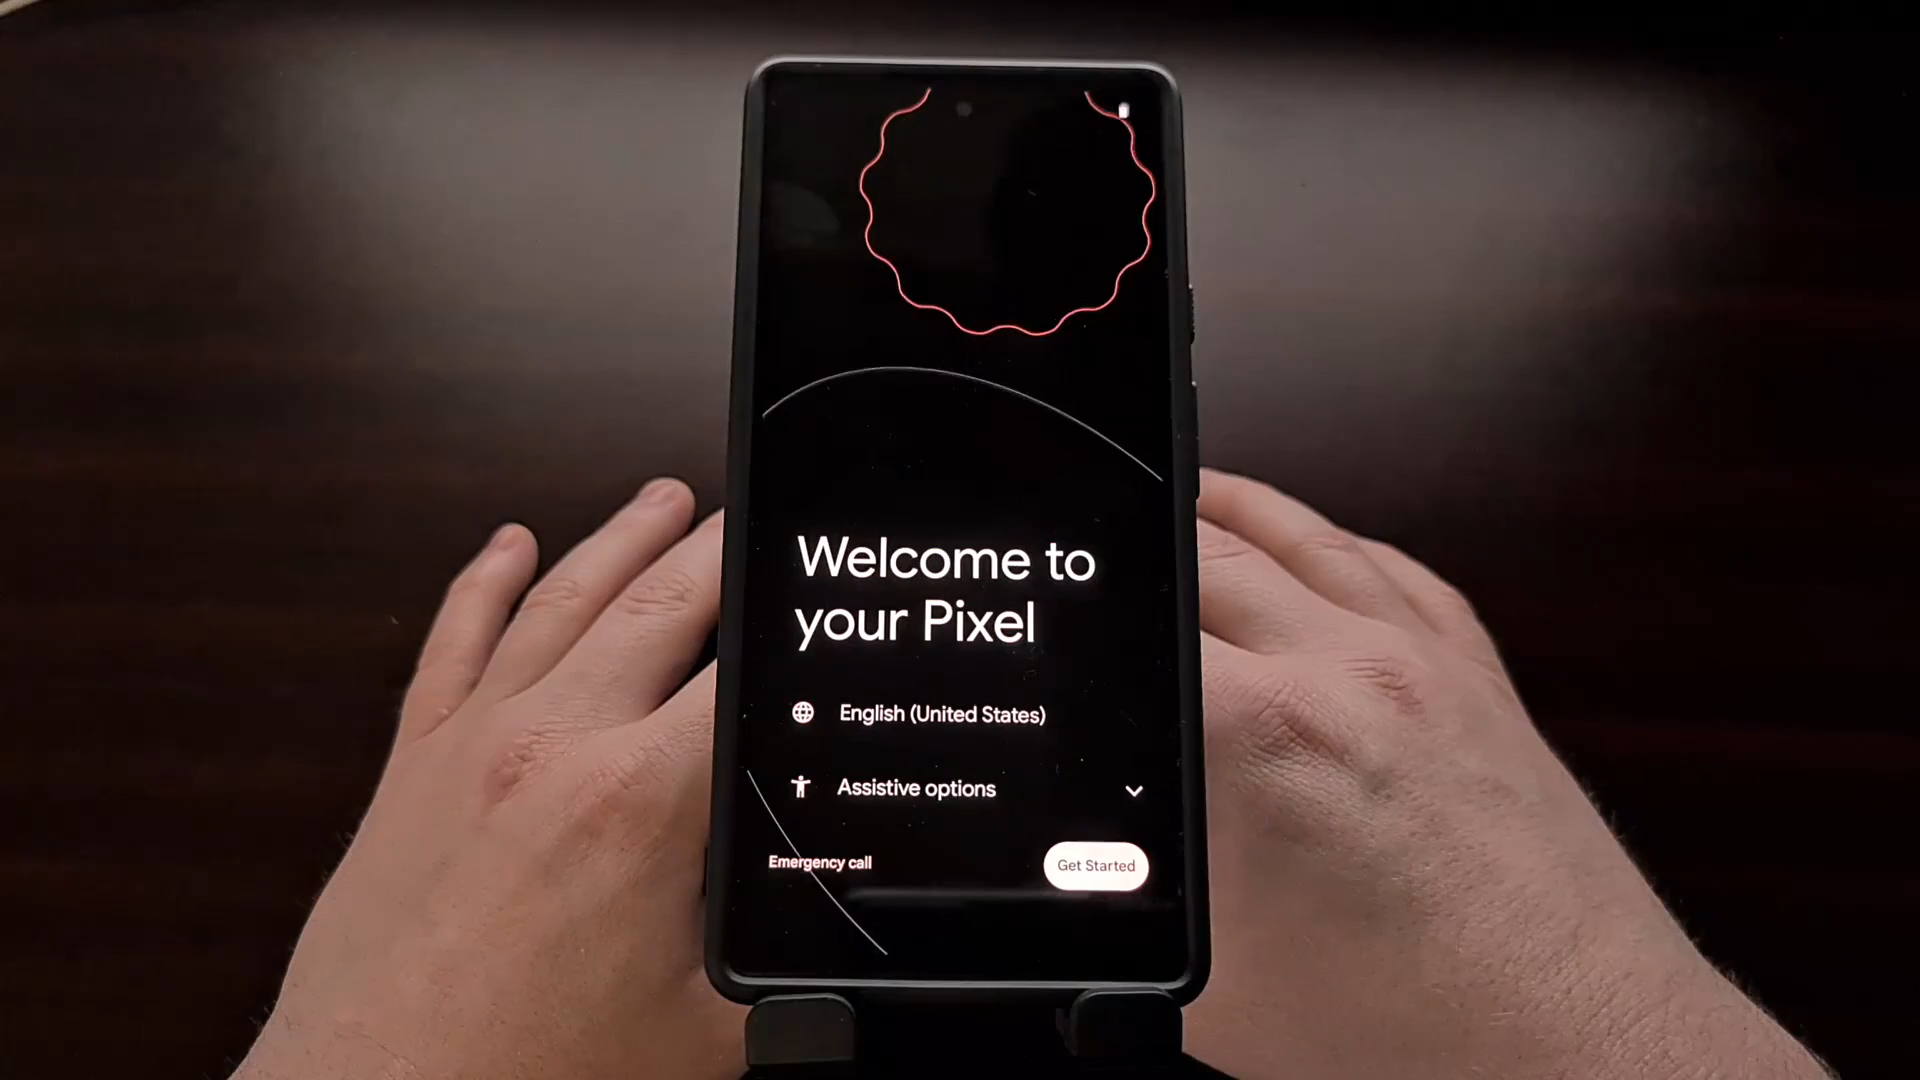 Welcome to
your Pixel
English (United States)
Assistive options
Emergency call
Get Started